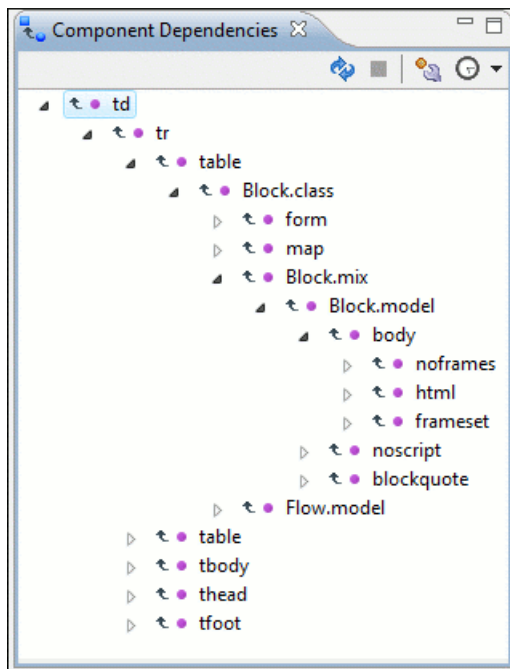 Component Dependencies
td
tr
table
Block.class
form
map
Block.mix
Block.model
body
noframes
html
frameset
noscript
blockquote
Flow.model
table
tbody
thead
tfoot